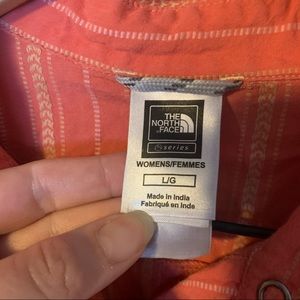 THE
NORTH
FACE
series
WOMENS/FEMMES
L/G
Made in India
Fabriqué en Inde